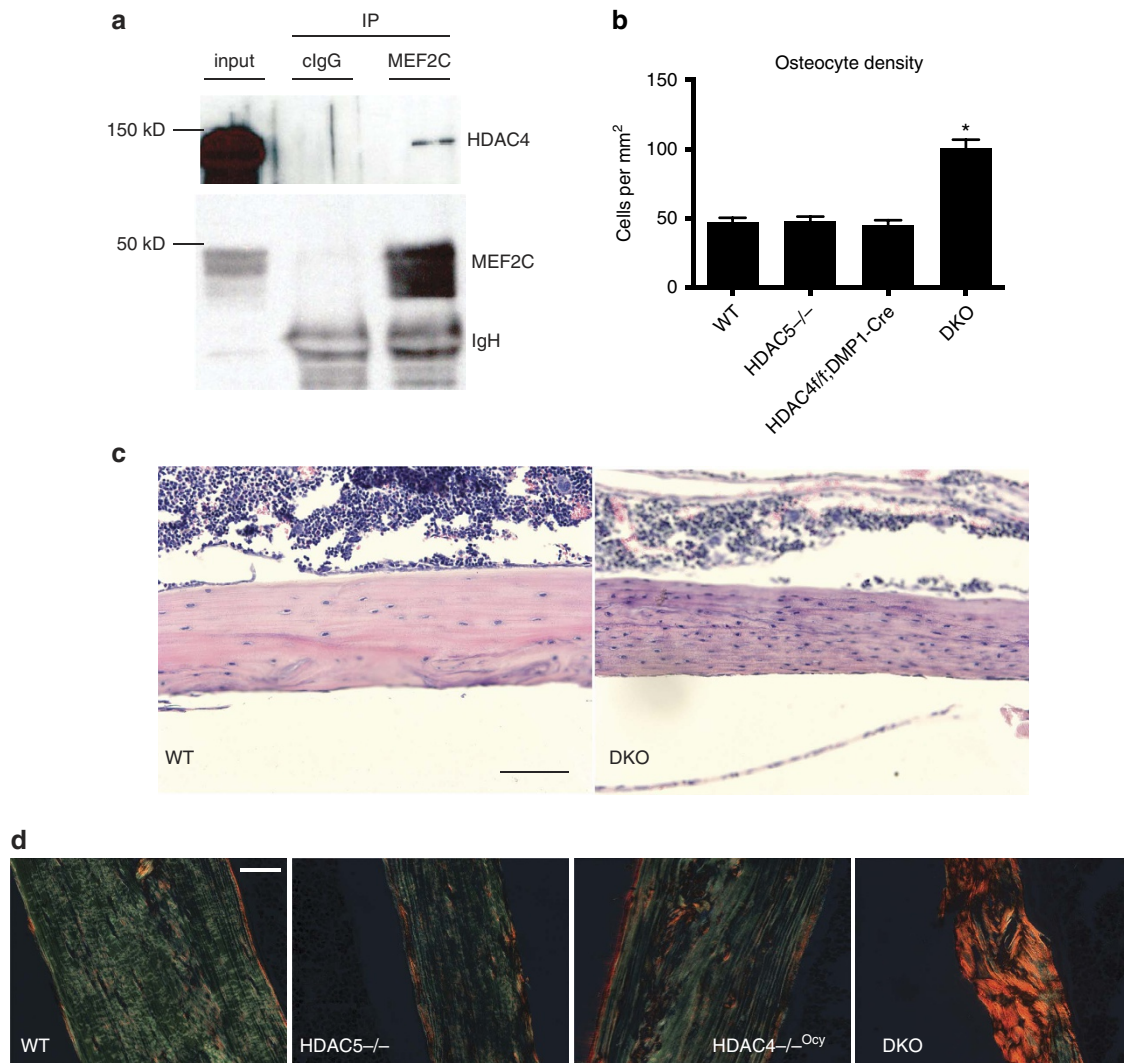 a
IP
input
cIgG
MEF2C
150 kD
HDAC4
50 kD
MEF2C
IgH
b
Osteocyte density
Cells per mm²
150
100
50
0
*
WT
HDAC5–/–
HDAC4f/f;DMP1-Cre
DKO
c
WT
DKO
d
WT
HDAC5–/–
HDAC4–/–ᴼᶜʸ
DKO